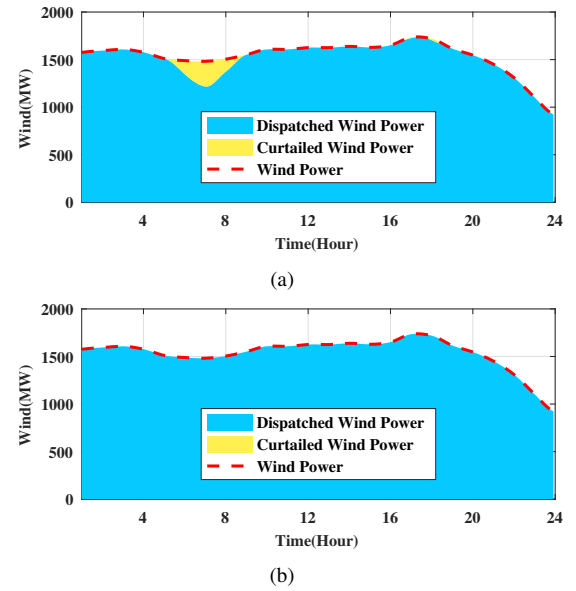 2000
1500
1000
500
0
Wind(MW)
Dispatched Wind Power
Curtailed Wind Power
Wind Power
4 8 12 16 20 24
Time(Hour)
(a)
2000
1500
1000
500
0
Wind(MW)
Dispatched Wind Power
Curtailed Wind Power
Wind Power
4 8 12 16 20 24
Time(Hour)
(b)